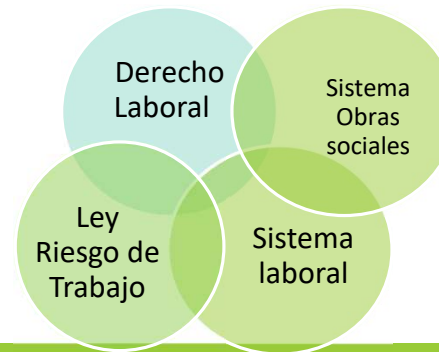 Derecho
Laboral
Sistema
Obras
sociales
Ley
Riesgo de
Trabajo
Sistema
laboral